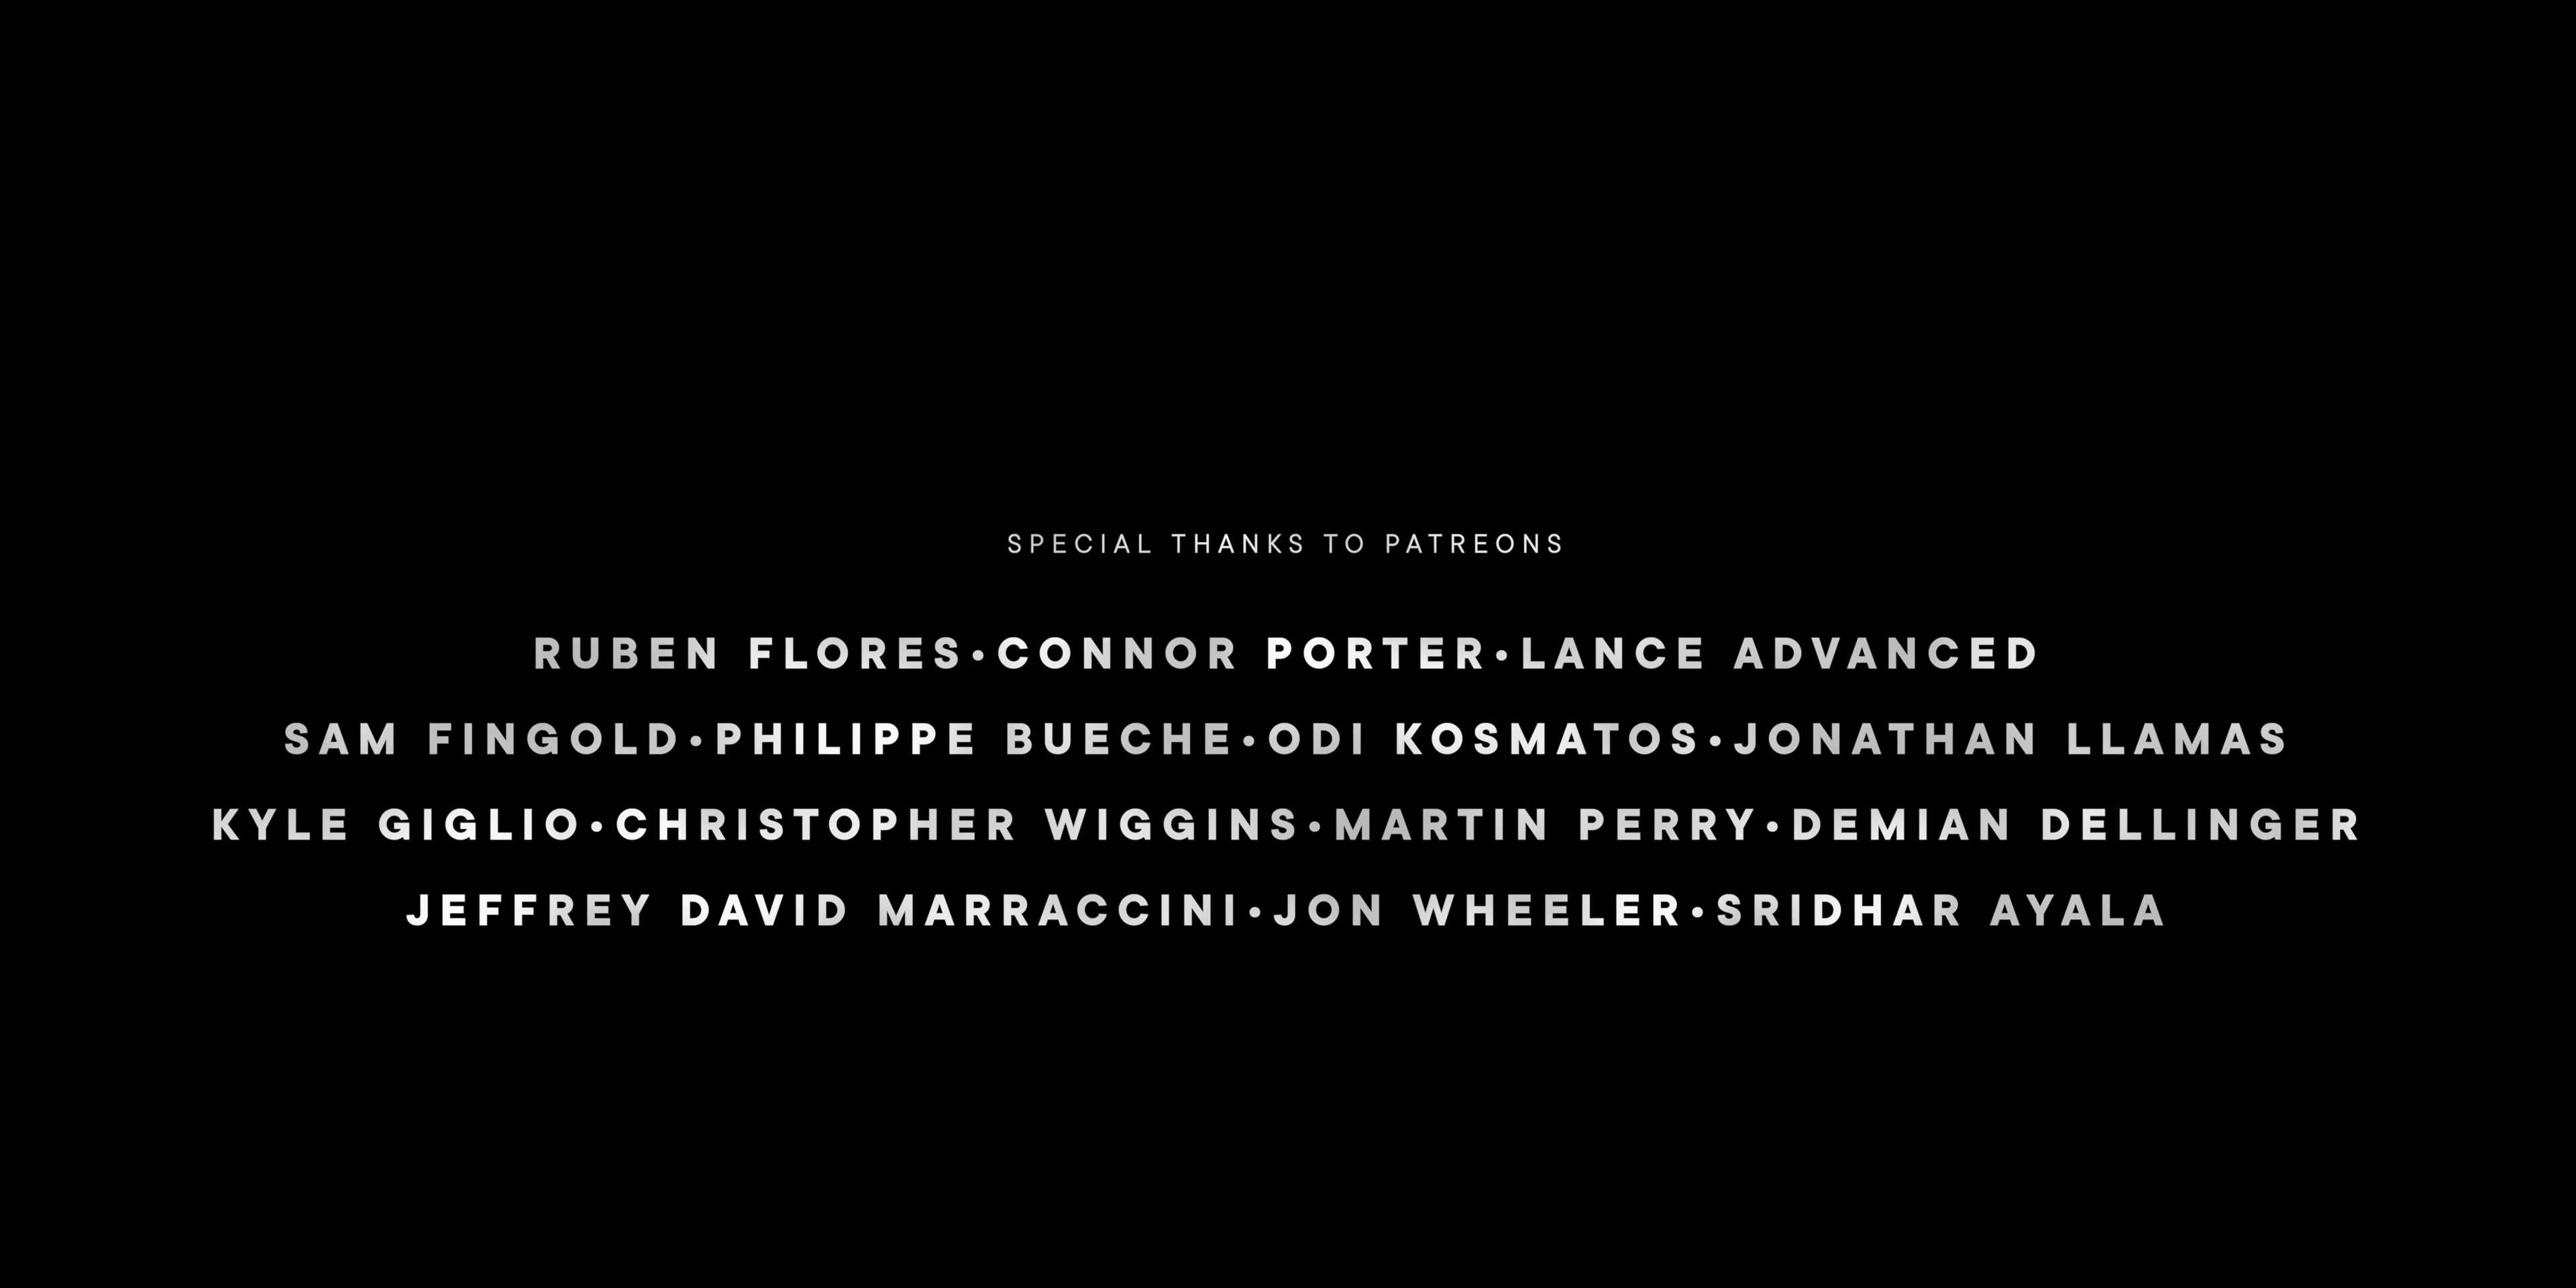 SPECIAL THANKS TO PATREONS
RUBEN FLORES•CONNOR PORTER•LANCE ADVANCED
SAM FINGOLD•PHILIPPE BUECHE•ODI KOSMATOS•JONATHAN LLAMAS
KYLE GIGLIO•CHRISTOPHER WIGGINS•MARTIN PERRY•DEMIAN DELLINGER
JEFFREY DAVID MARRACCINI•JON WHEELER•SRIDHAR AYALA